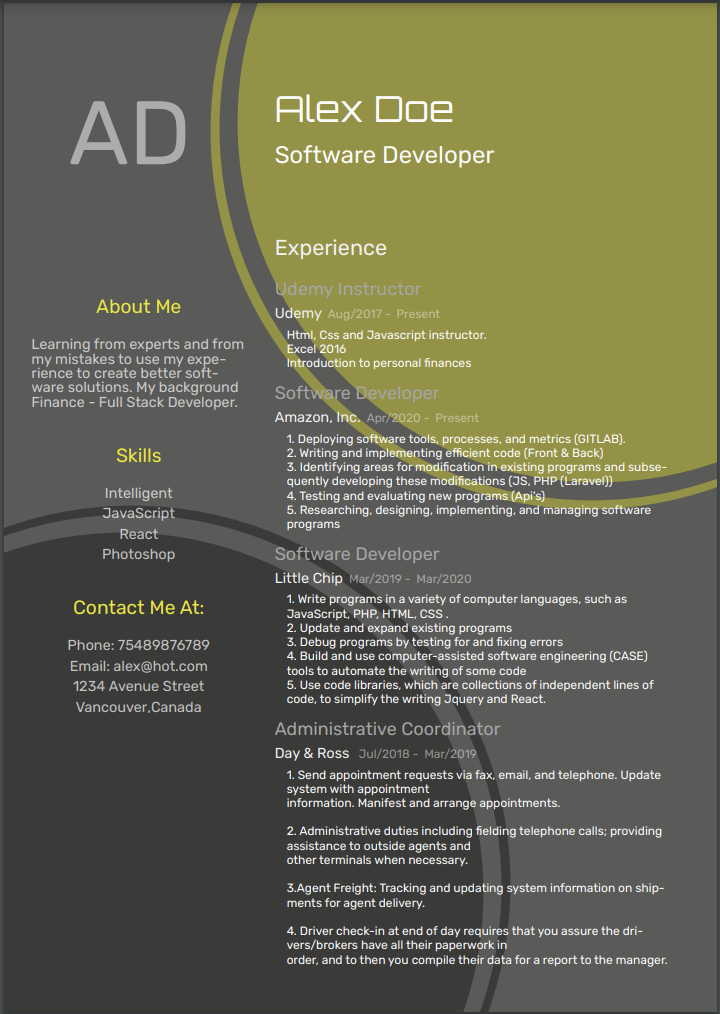 AD
Alex Doe
Software Developer
About Me
Learning from experts and from
my mistakes to use my expe-
rience to create better soft-
ware solutions. My background
Finance - Full Stack Developer.
Skills
Intelligent
JavaScript
React
Photoshop
Contact Me At:
Phone: 75489876789
Email: alex@hot.com
1234 Avenue Street
Vancouver,Canada
Experience
Udemy Instructor
Udemy Aug/2017 - Present
Html, Css and Javascript instructor.
Excel 2016
Introduction to personal finances
Software Developer
Amazon, Inc. Apr/2020 - Present
1. Deploying software tools, processes, and metrics (GITLAB).
2. Writing and implementing efficient code (Front & Back)
3. Identifying areas for modification in existing programs and subse-
quently developing these modifications (JS, PHP (Laravel))
4. Testing and evaluating new programs (Api's)
5. Researching, designing, implementing, and managing software
programs
Software Developer
Little Chip Mar/2019 - Mar/2020
1. Write programs in a variety of computer languages, such as
JavaScript, PHP, HTML, CSS .
2. Update and expand existing programs
3. Debug programs by testing for and fixing errors
4. Build and use computer-assisted software engineering (CASE)
tools to automate the writing of some code
5. Use code libraries, which are collections of independent lines of
code, to simplify the writing Jquery and React.
Administrative Coordinator
Day & Ross Jul/2018 - Mar/2019
1. Send appointment requests via fax, email, and telephone. Update
system with appointment
information. Manifest and arrange appointments.
2. Administrative duties including fielding telephone calls; providing
assistance to outside agents and
other terminals when necessary.
3.Agent Freight: Tracking and updating system information on ship-
ments for agent delivery.
4. Driver check-in at end of day requires that you assure the dri-
vers/brokers have all their paperwork in
order, and to then you compile their data for a report to the manager.